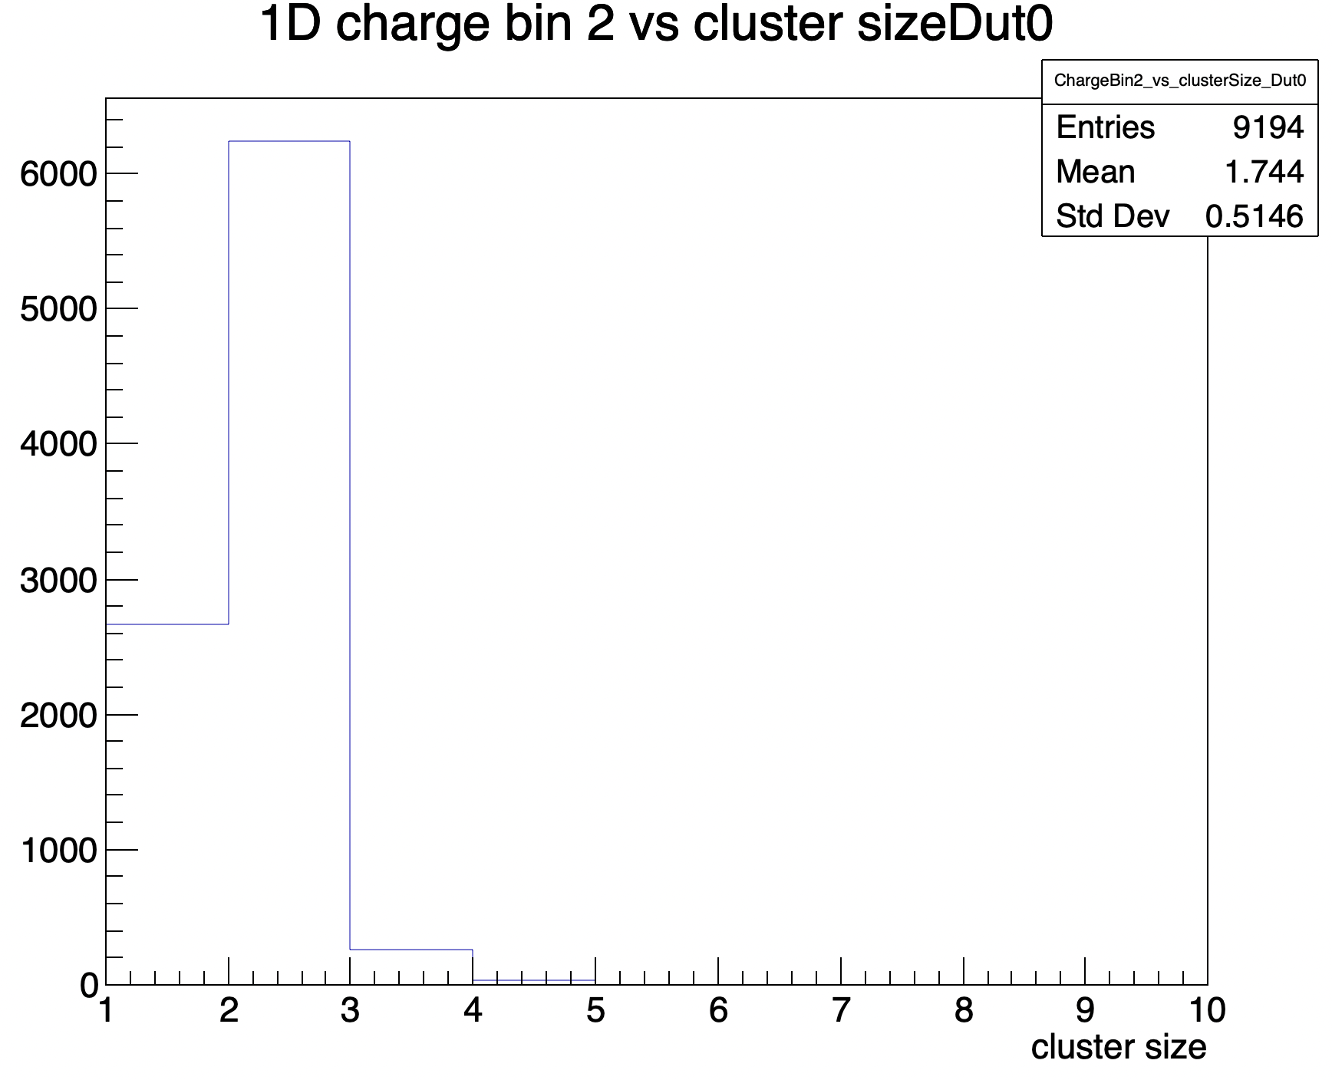 1D charge bin 2 vs cluster sizeDut0
ChargeBin2_vs_clusterSize_Dut0
Entries 9194
Mean 1.744
Std Dev 0.5146
6000
5000
4000
3000
2000
1000
0
1 2 3 4 5 6 7 8 9 10
cluster size